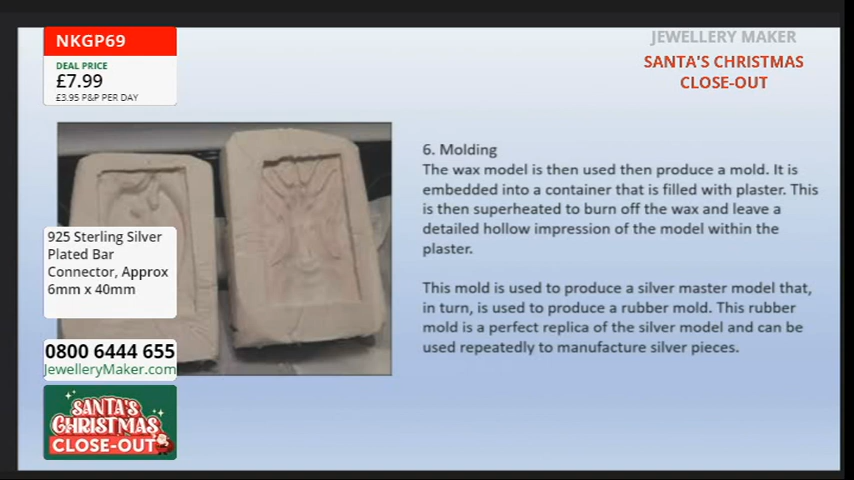 NKGP69
DEAL PRICE
£7.99
£3.95 P&P PER DAY
JEWELLERY MAKER
SANTA'S CHRISTMAS
CLOSE-OUT
6. Molding
The wax model is then used then produce a mold. It is
embedded into a container that is filled with plaster. This
is then superheated to burn off the wax and leave a
detailed hollow impression of the model within the
plaster.
This mold is used to produce a silver master model that,
in turn, is used to produce a rubber mold. This rubber
mold is a perfect replica of the silver model and can be
used repeatedly to manufacture silver pieces.
925 Sterling Silver
Plated Bar
Connector, Approx
6mm x 40mm
0800 6444 655
JewelleryMaker.com
SANTA'S
CHRISTMAS
CLOSE-OUT